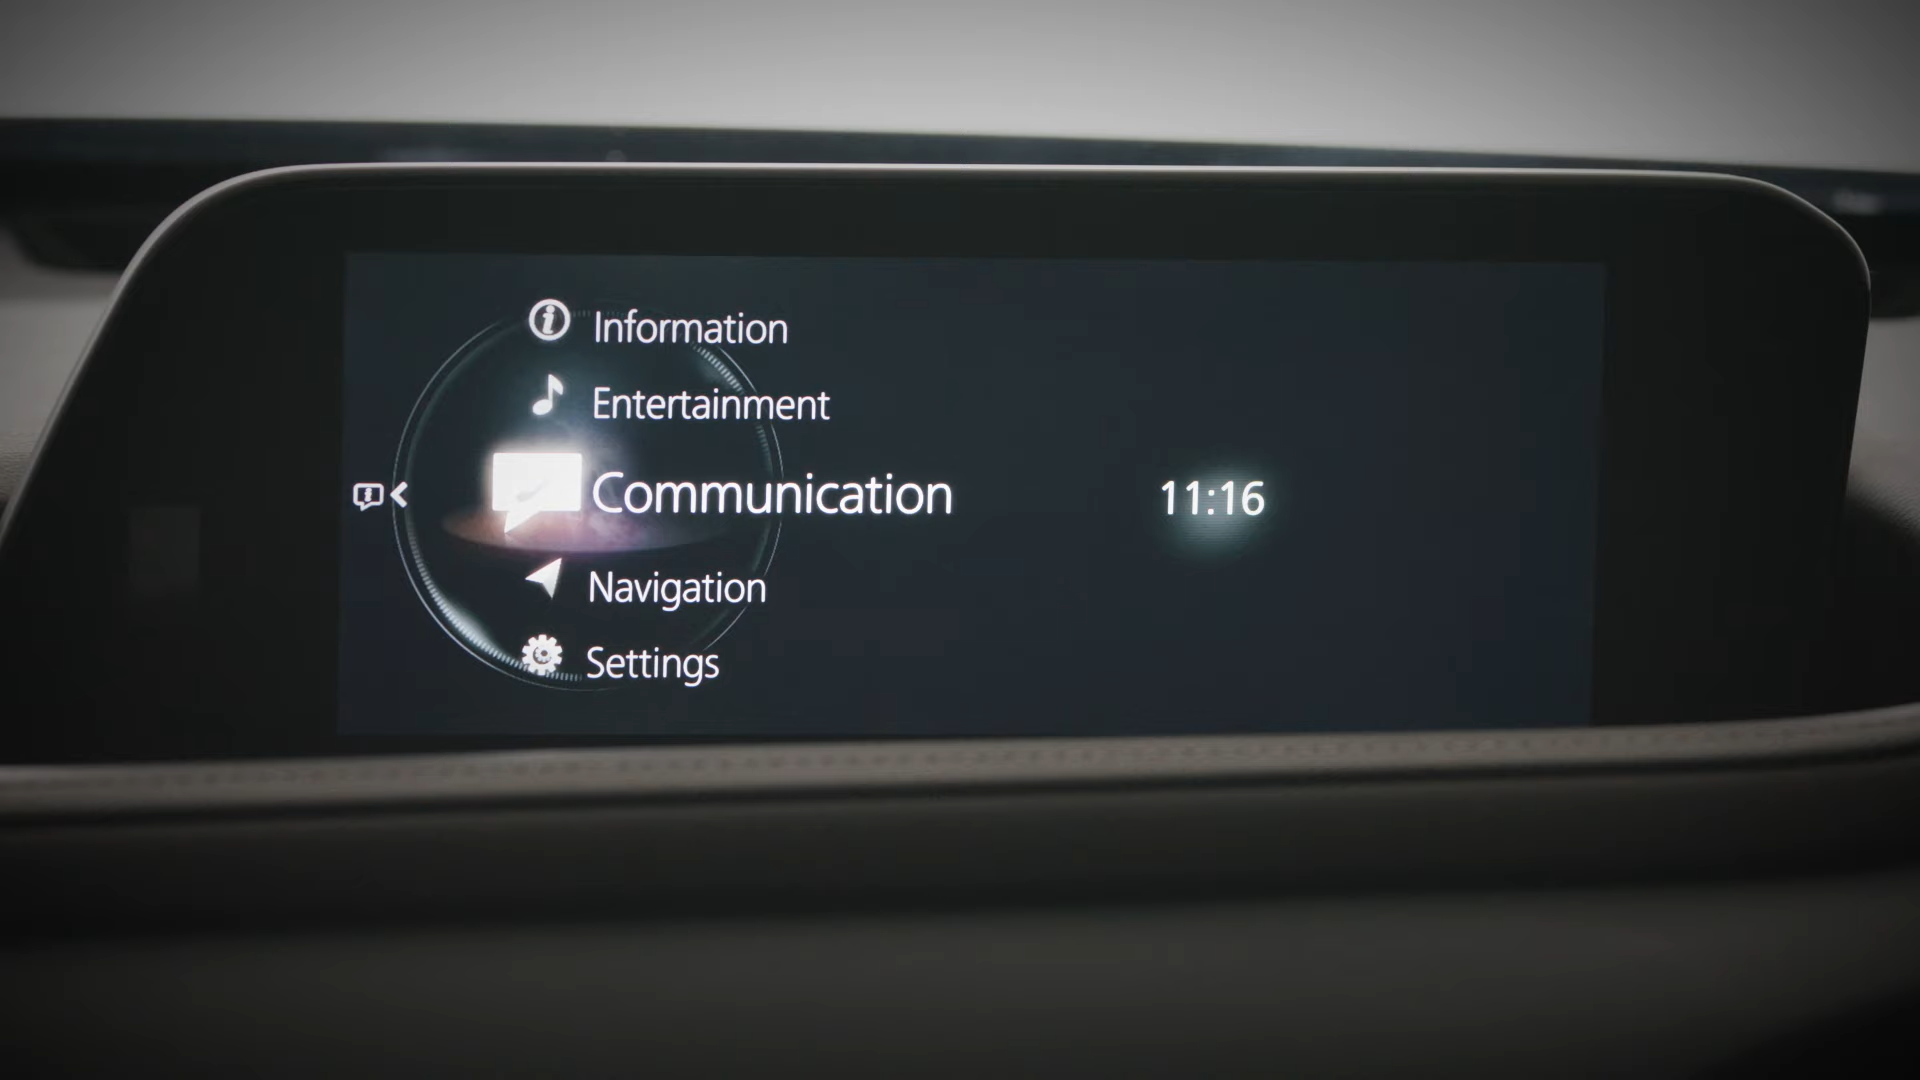 Information
Entertainment
Communication
11:16
Navigation
Settings